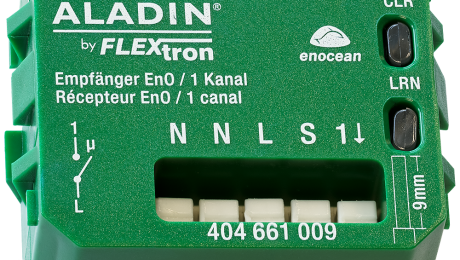 CLR
ALADIN®
by FLEXtron
enocean
Empfänger EnO / 1 Kanal
Récepteur EnO / 1 canal
LRN
N N L S 1↓
1
µ
L
9mm
404 661 009